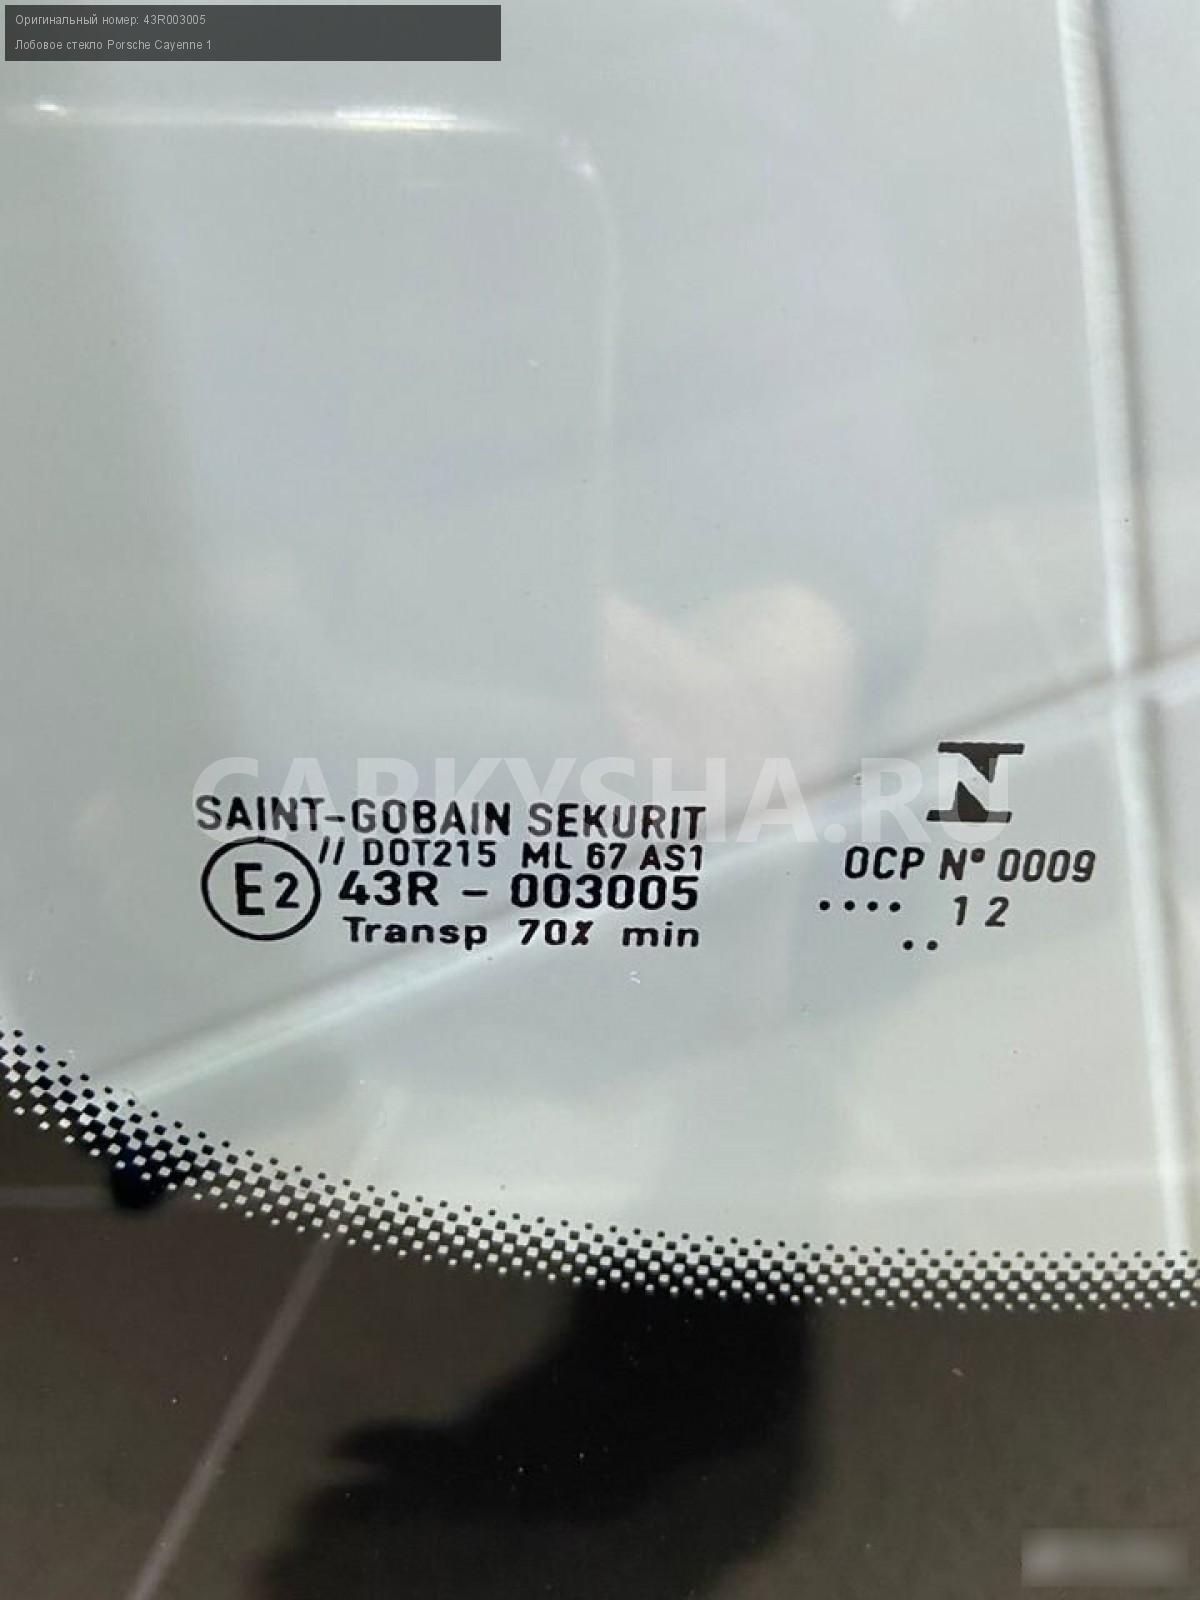 Оригинальный номер: 43R003005
Лобовое стекло Porsche Cayenne 1
CARKYSHA.RU
SAINT-GOBAIN SEKURIT
// DOT215 ML 67 AS1
E2 43R - 003005
Transp 70% min
N
OCP Nº 0009
.... 12
..